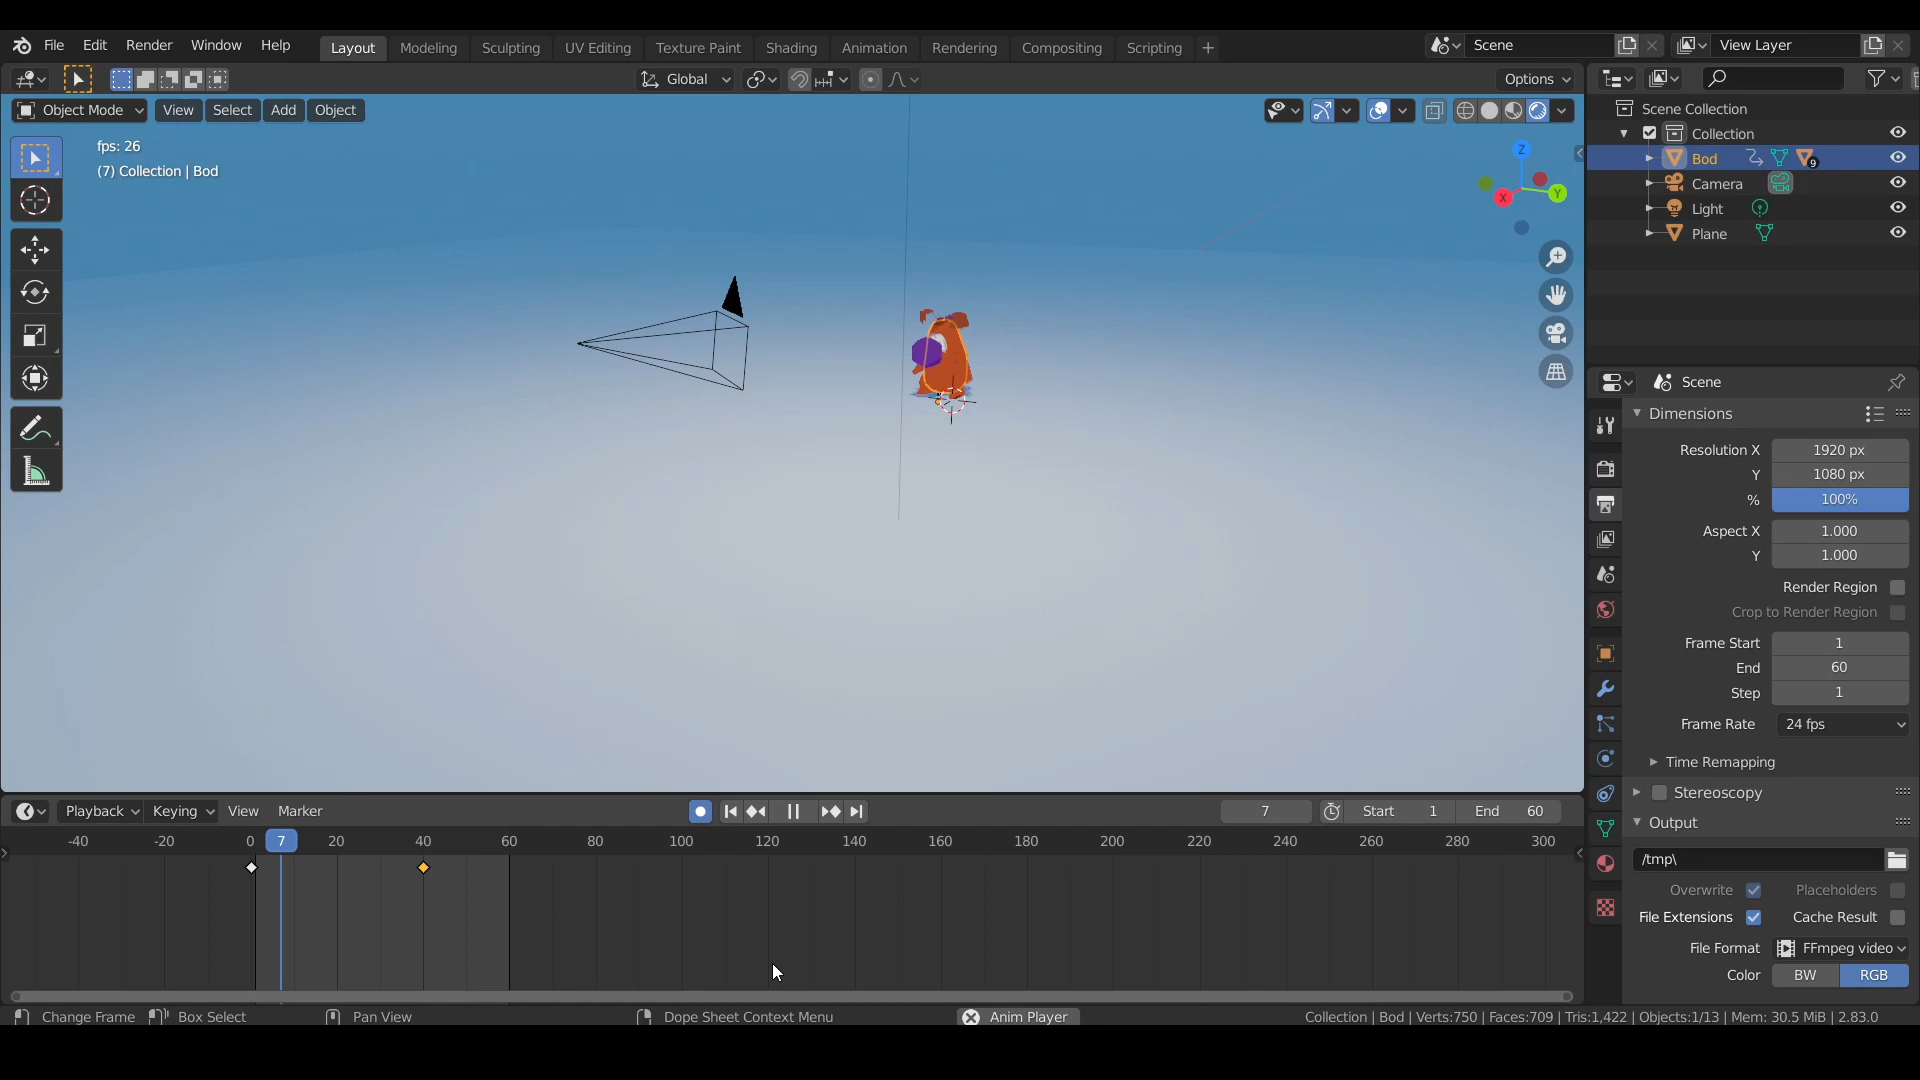 File Edit Render Window Help Layout Modeling Sculpting UV Editing Texture Paint Shading Animation Rendering Compositing Scripting + Scene View Layer
Global Options
Object Mode View Select Add Object
fps: 26
(7) Collection | Bod
Z
Y
X
Scene Collection
Collection
Bod 9
Camera
Light
Plane
Scene
Dimensions
Resolution X 1920 px
Y 1080 px
% 100%
Aspect X 1.000
Y 1.000
Render Region
Crop to Render Region
Frame Start 1
End 60
Step 1
Frame Rate 24 fps
Time Remapping
Stereoscopy
Output
/tmp\
Overwrite Placeholders
File Extensions Cache Result
File Format FFmpeg video
Color BW RGB
Playback Keying View Marker 7 Start 1 End 60
-40 -20 0 7 20 40 60 80 100 120 140 160 180 200 220 240 260 280 300
Change Frame Box Select Pan View Dope Sheet Context Menu Anim Player Collection | Bod | Verts:750 | Faces:709 | Tris:1,422 | Objects:1/13 | Mem: 30.5 MiB | 2.83.0